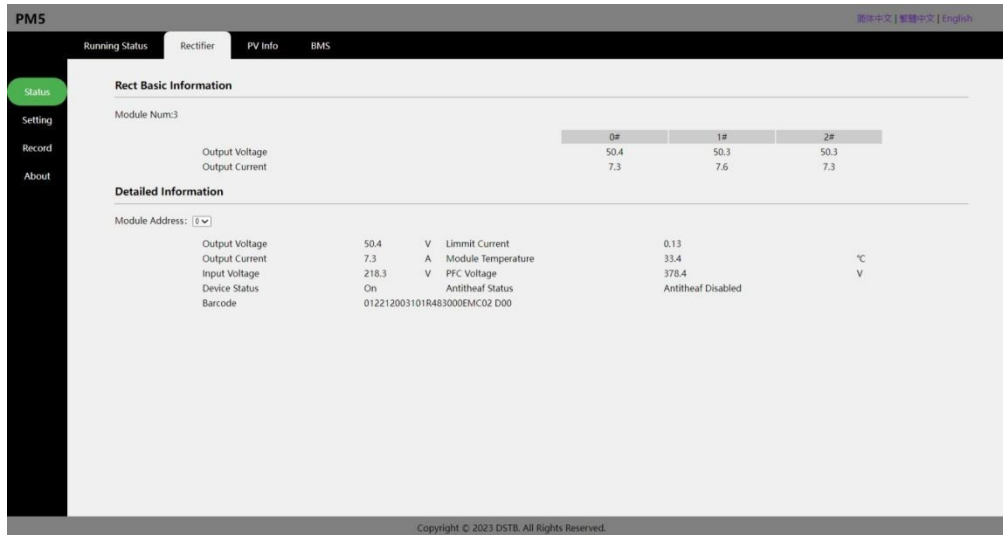 PM5 简体中文 | 繁體中文 | English
Running Status Rectifier PV Info BMS
Status
Setting
Record
About
Rect Basic Information
Module Num:3
0# 1# 2#
Output Voltage 50.4 50.3 50.3
Output Current 7.3 7.6 7.3
Detailed Information
Module Address: 0
Output Voltage 50.4 V Limmit Current 0.13
Output Current 7.3 A Module Temperature 33.4 ℃
Input Voltage 218.3 V PFC Voltage 378.4 V
Device Status On Antitheaf Status Antitheaf Disabled
Barcode 012212003101R483000EMC02 D00
Copyright © 2023 DSTB. All Rights Reserved.